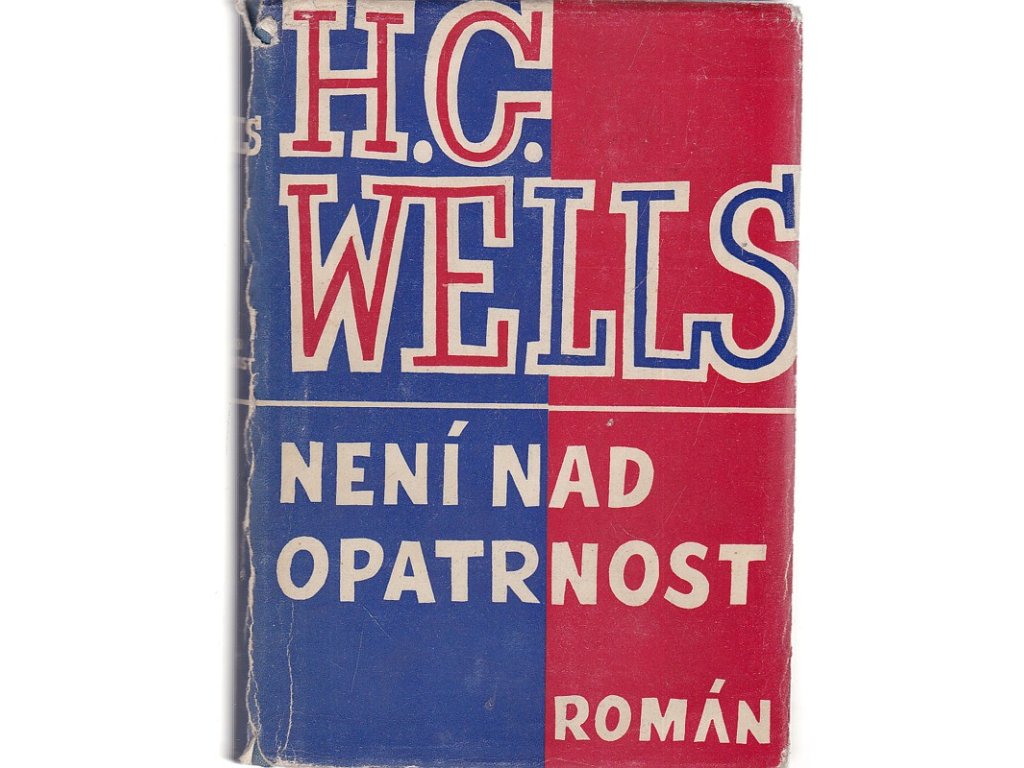 H.G.
WELLS
NENÍ NAD
OPATRNOST
ROMÁN